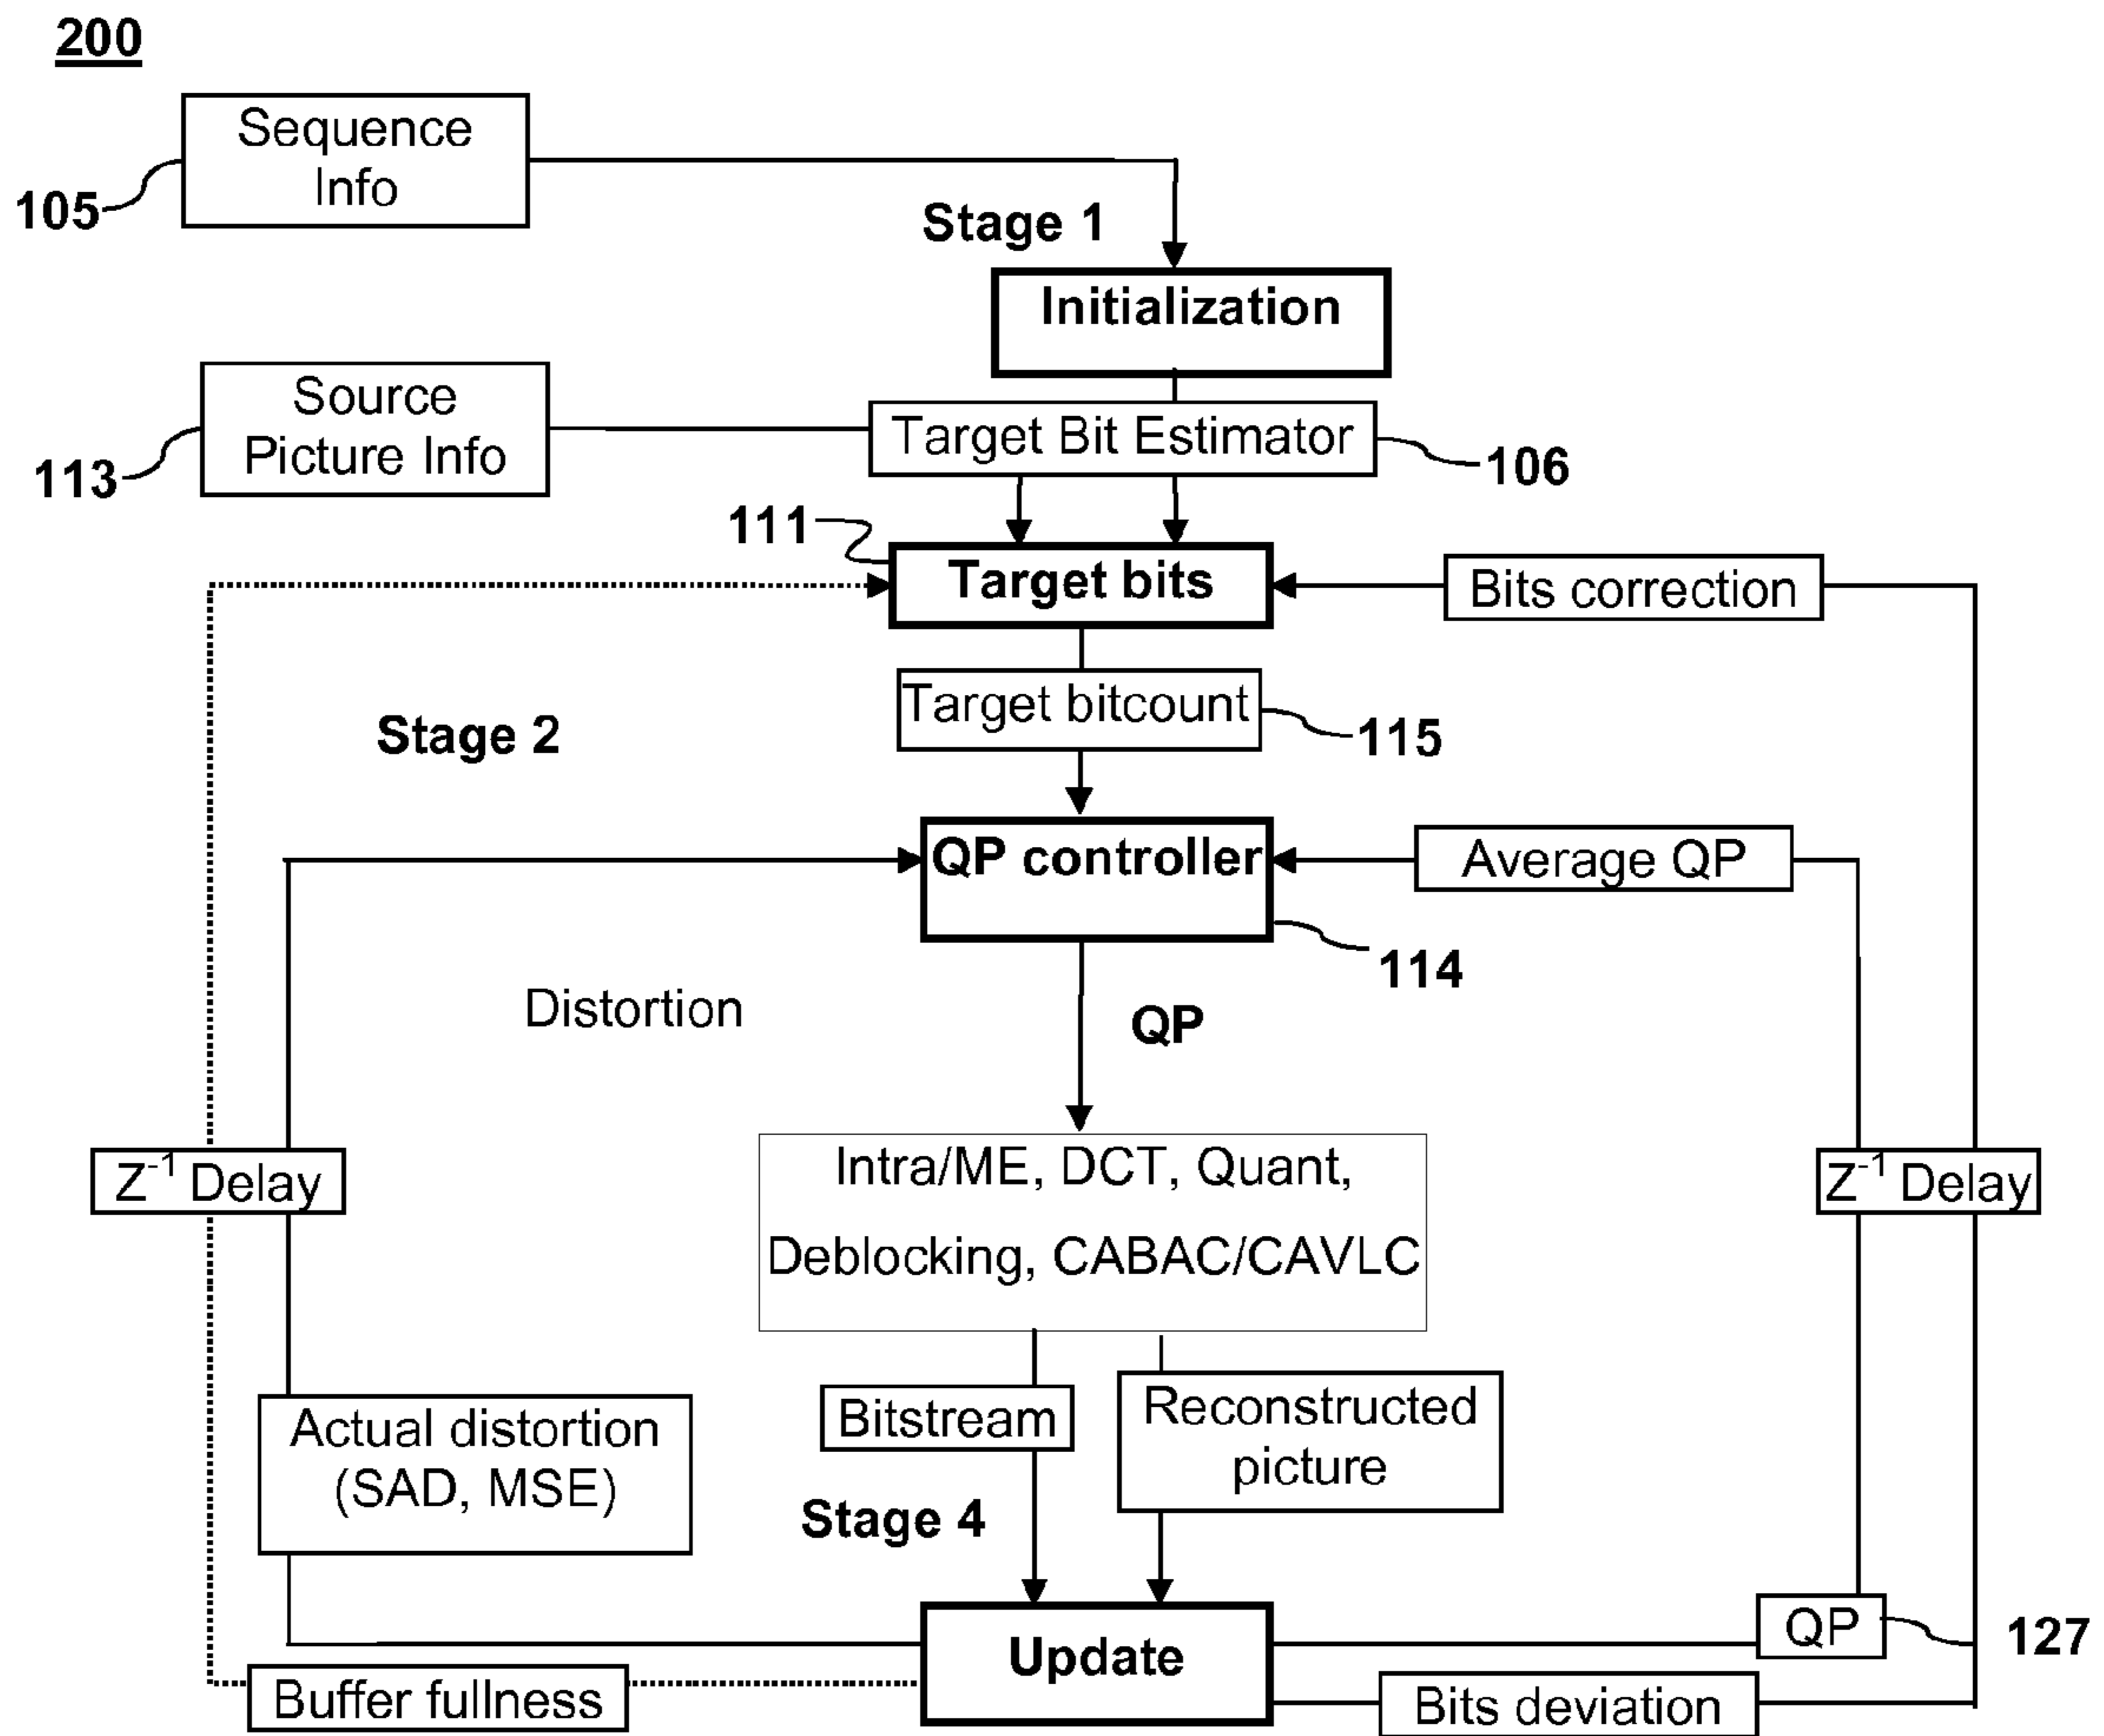 200
Sequence
Info
105
Stage 1
Initialization
Source
Picture Info
113
Target Bit Estimator
106
111
Target bits
Bits correction
Target bitcount
115
Stage 2
QP controller
Average QP
114
Distortion
QP
Z⁻¹ Delay
Intra/ME, DCT, Quant,
Deblocking, CABAC/CAVLC
Z⁻¹ Delay
Actual distortion
(SAD, MSE)
Bitstream
Reconstructed
picture
Stage 4
Update
QP
127
Buffer fullness
Bits deviation